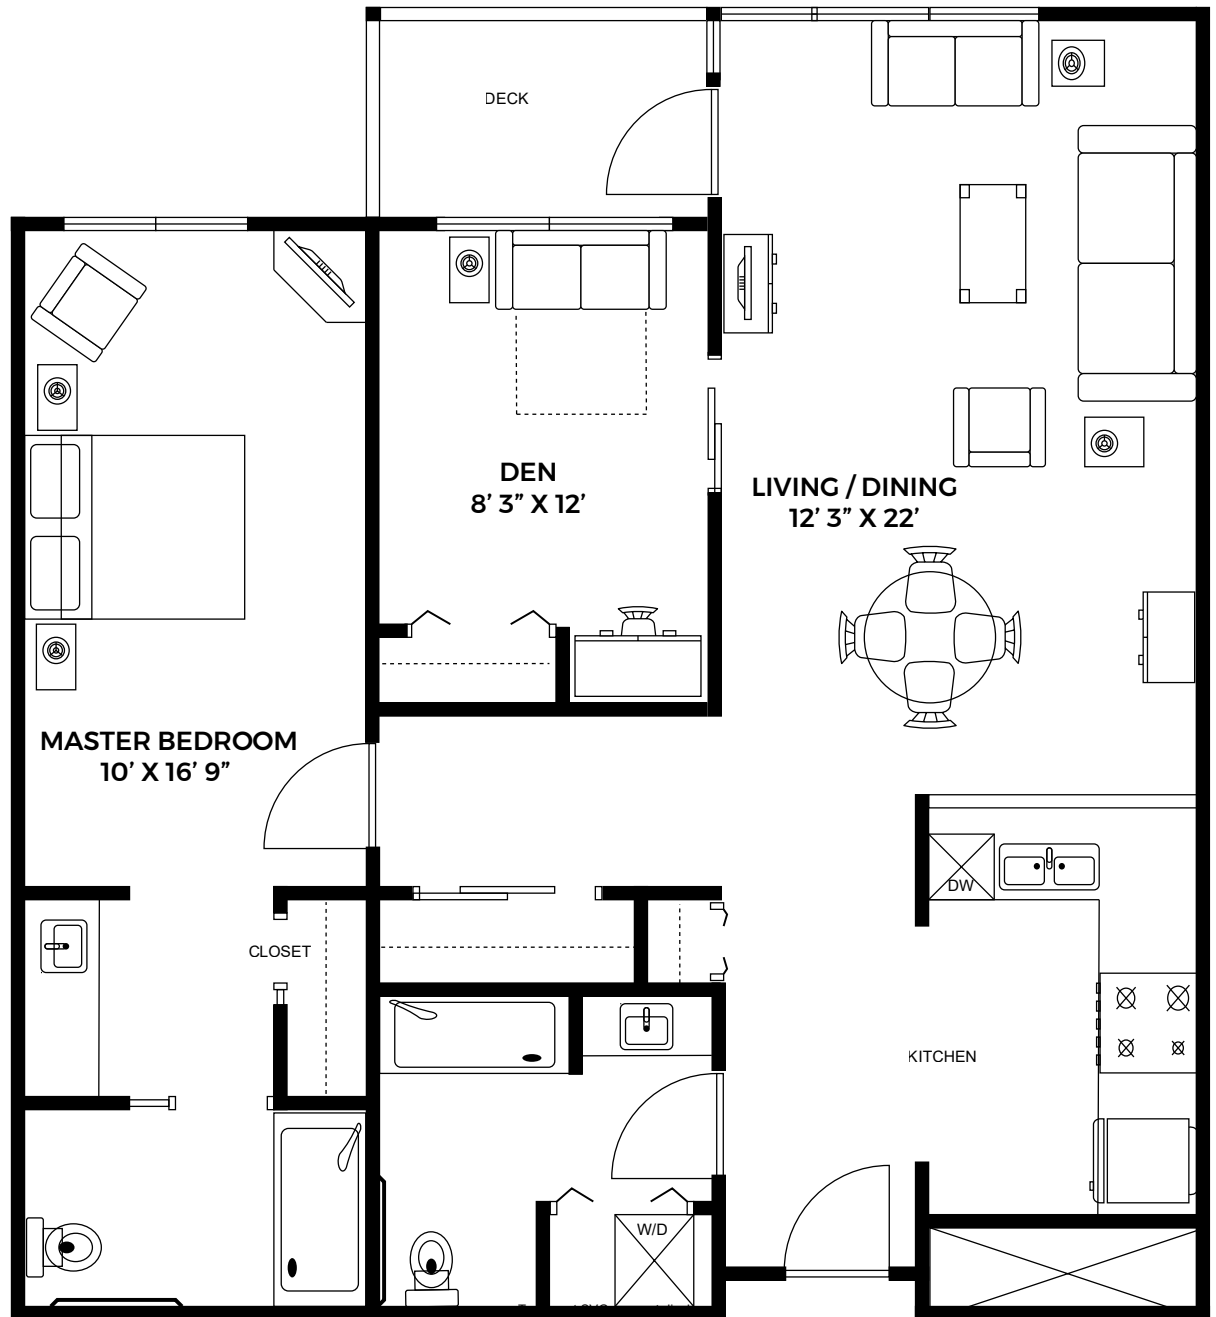 DECK
DEN
8’ 3” X 12’
LIVING / DINING
12’ 3” X 22’
MASTER BEDROOM
10’ X 16’ 9”
DW
CLOSET
KITCHEN
W/D